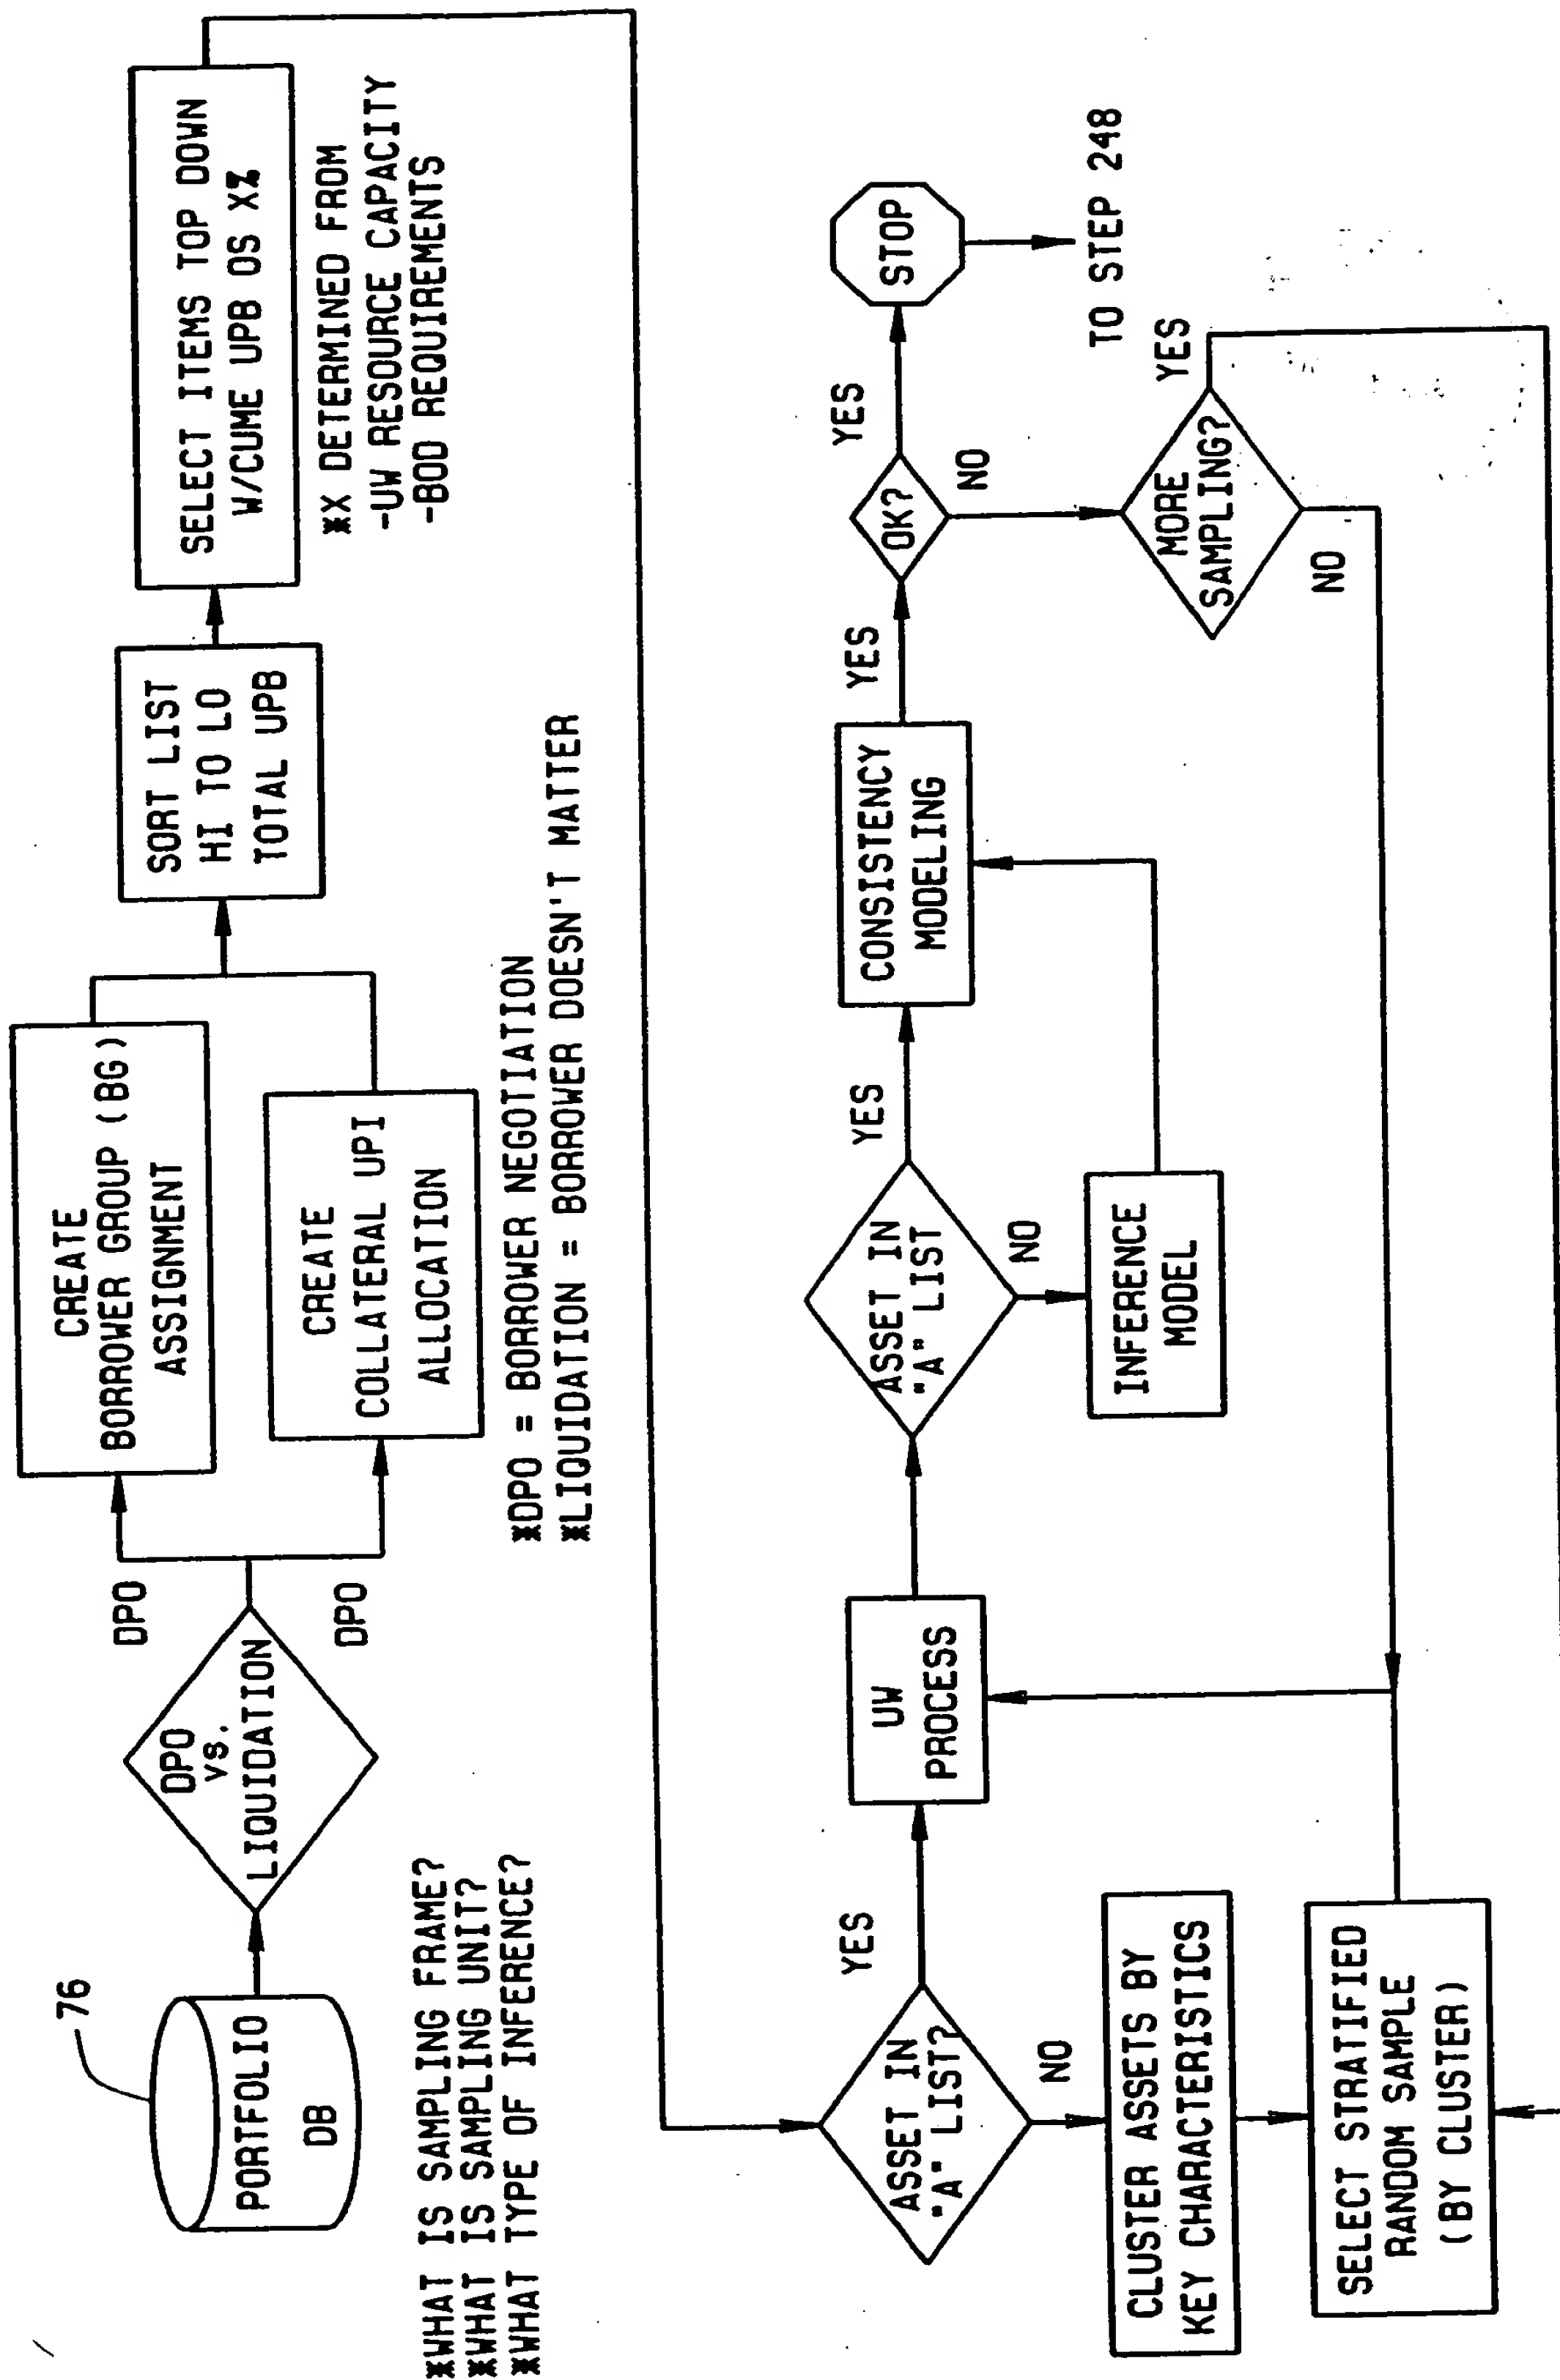 76
PORTFOLIO
DB
*WHAT IS SAMPLING FRAME?
*WHAT IS SAMPLING UNIT?
*WHAT TYPE OF INFERENCE?
DPO
vs.
LIQUIDATION
DPO
DPO
CREATE
BORROWER GROUP (BG)
ASSIGNMENT
CREATE
COLLATERAL UPI
ALLOCATION
*DPO = BORROWER NEGOTIATION
*LIQUIDATION = BORROWER DOESN'T MATTER
SORT LIST
HI TO LO
TOTAL UPB
SELECT ITEMS TOP DOWN
W/CUME UPB OS X%
*X DETERMINED FROM
-UW RESOURCE CAPACITY
-BOD REQUIREMENTS
ASSET IN
"A" LIST?
YES
NO
CLUSTER ASSETS BY
KEY CHARACTERISTICS
SELECT STRATIFIED
RANDOM SAMPLE
(BY CLUSTER)
UW
PROCESS
ASSET IN
"A" LIST
YES
NO
INFERENCE
MODEL
CONSISTENCY
MODELING
YES
OK?
YES
NO
STOP
TO STEP 248
MORE
SAMPLING?
YES
NO